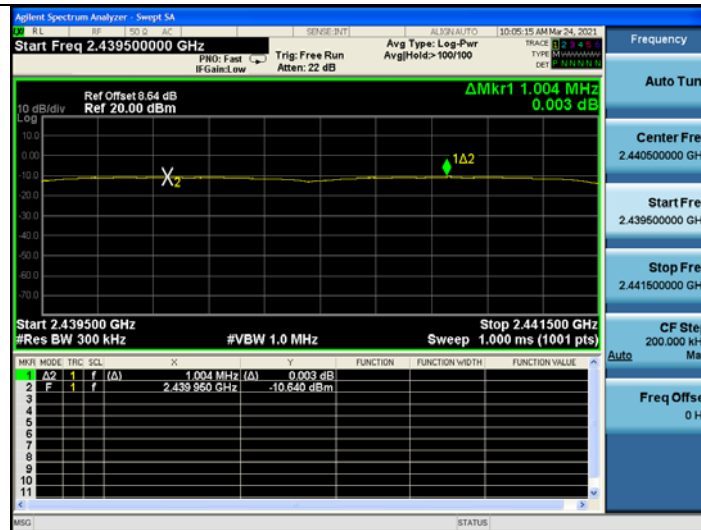 Agilent Spectrum Analyzer - Swept SA
RL RF 50 Ω AC SENSE:INT ALIGN AUTO 10:05:15 AM Mar 24, 2021
Start Freq 2.439500000 GHz
PNO: Fast
IFGain:Low
Trig: Free Run
Atten: 22 dB
Avg Type: Log-Pwr
Avg|Hold:>100/100
TRACE 1 2 3 4 5 6
TYPE M
DET P N N N N N
Ref Offset 8.64 dB
Ref 20.00 dBm
10 dB/div
Log
ΔMkr1 1.004 MHz
0.003 dB
10.0
0.00
-10.0
-20.0
-30.0
-40.0
-50.0
-60.0
-70.0
X2
1Δ2
Start 2.439500 GHz Stop 2.441500 GHz
#Res BW 300 kHz #VBW 1.0 MHz Sweep 1.000 ms (1001 pts)
MKR MODE TRC SCL X Y FUNCTION FUNCTION WIDTH FUNCTION VALUE
1 Δ2 1 f (Δ) 1.004 MHz (Δ) 0.003 dB
2 F 1 f 2.439 950 GHz -10.640 dBm
3
4
5
6
7
8
9
10
11
MSG STATUS
Frequency
Auto Tun
Center Fre
2.440500000 GH
Start Fre
2.439500000 GH
Stop Fre
2.441500000 GH
CF Ste
200.000 kH
Auto Ma
Freq Offse
0 H